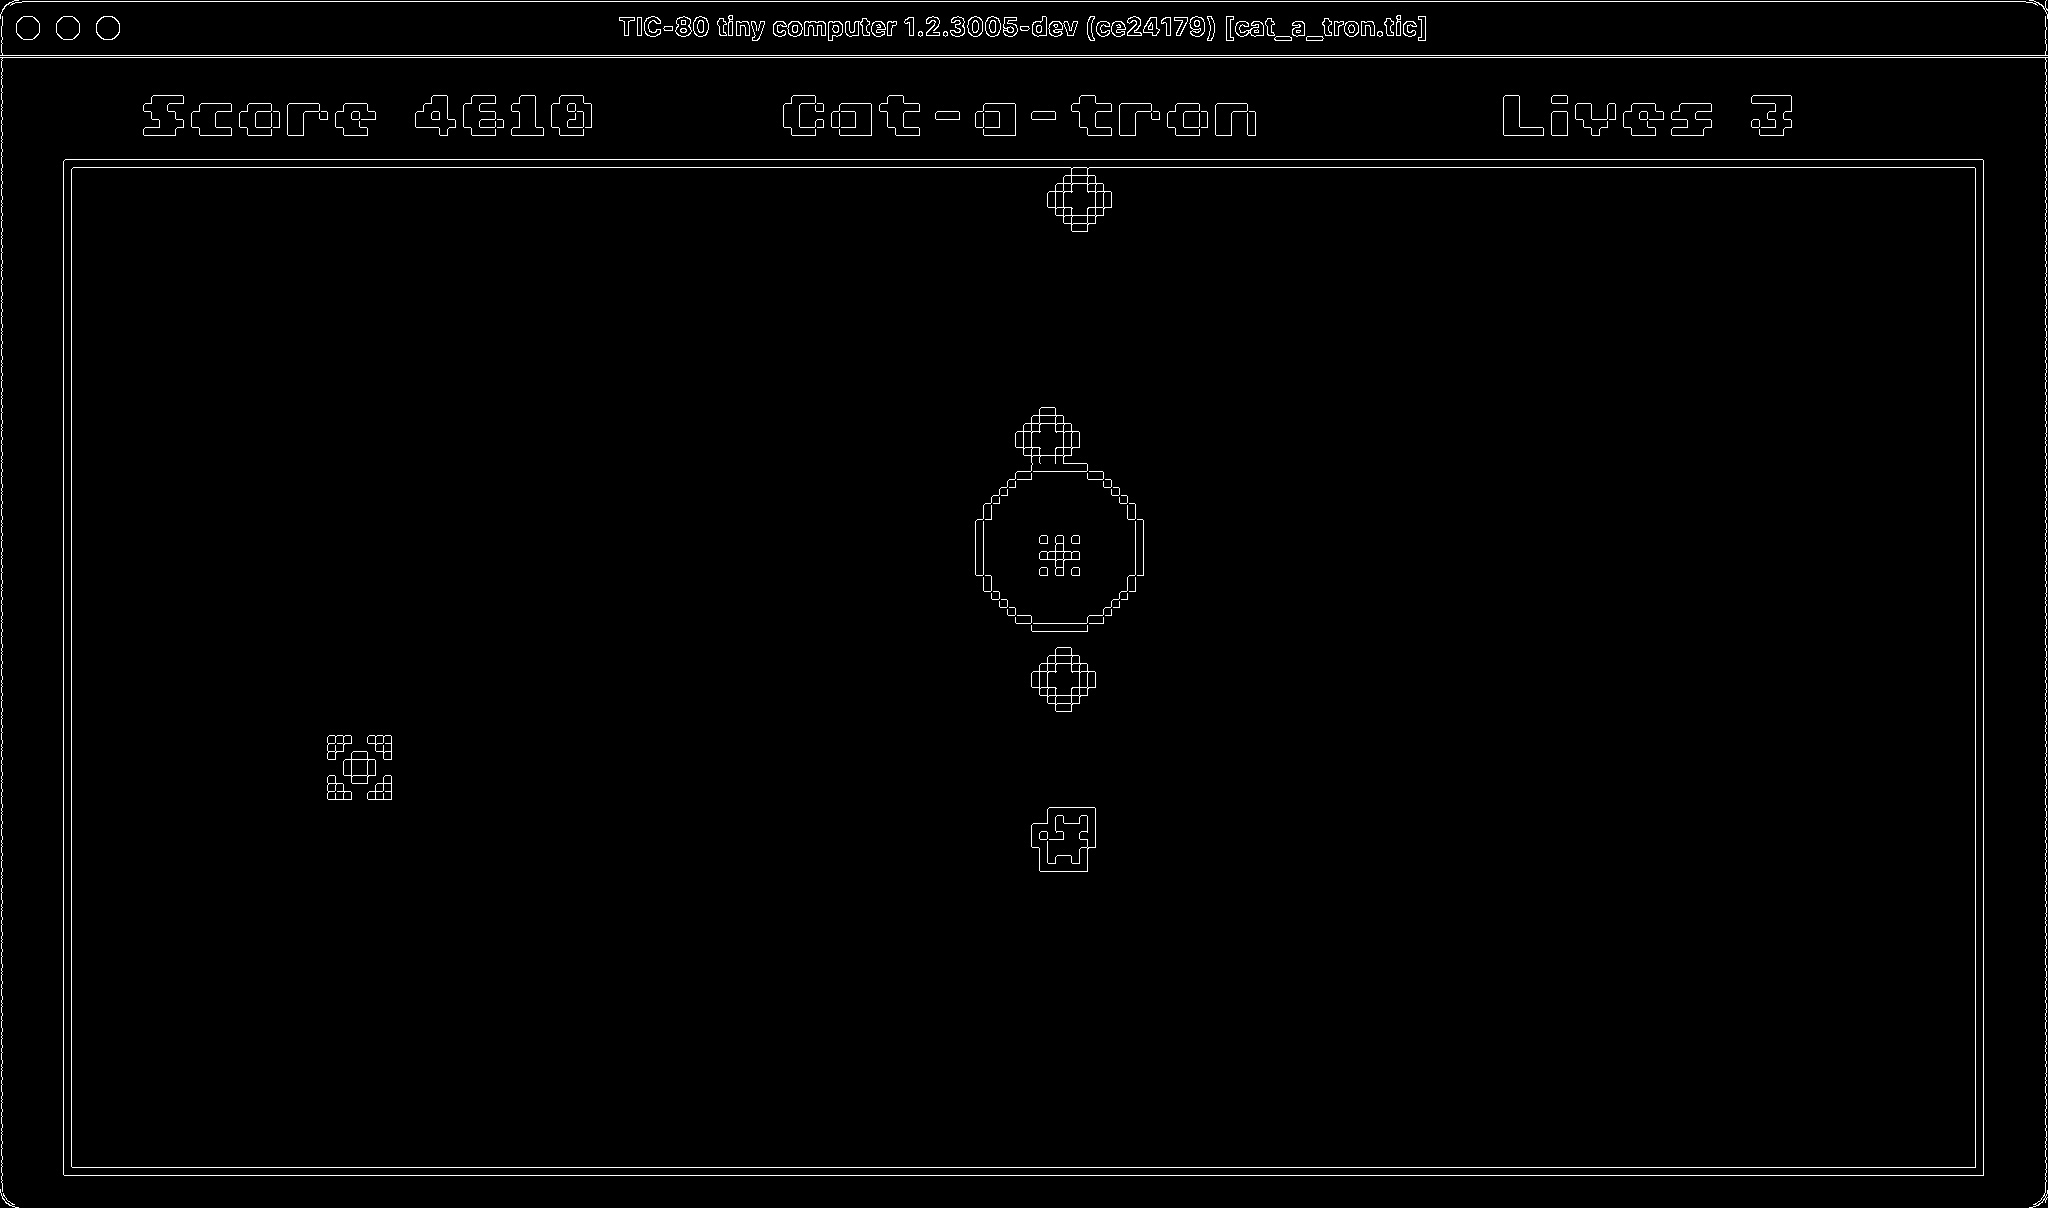 TIC-80 tiny computer 1.2.3005-dev (ce24179) [cat_a_tron.tic]
Score 4610 Cat-a-tron Lives 3